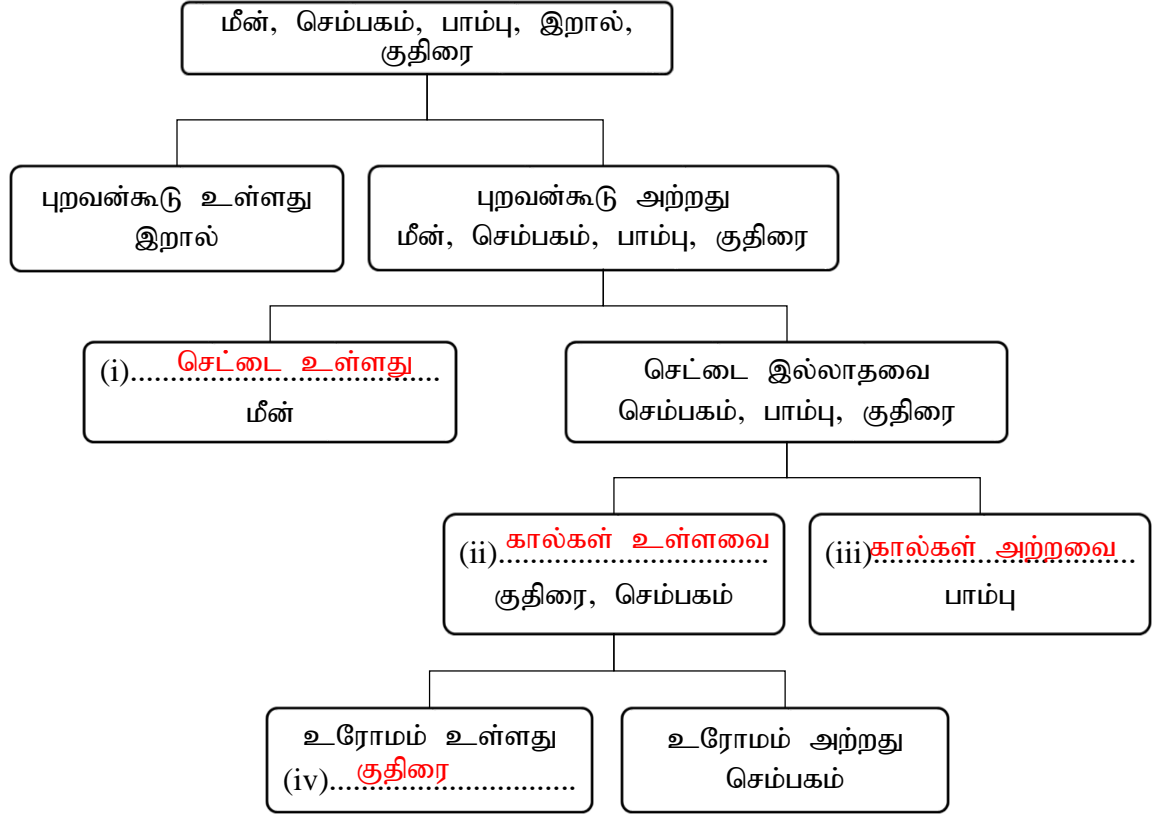 மீன், செம்பகம், பாம்பு, இறால்,
குதிரை
புறவன்கூடு உள்ளது
இறால்
புறவன்கூடு அற்றது
மீன், செம்பகம், பாம்பு, குதிரை
(i)..... செட்டை உள்ளது .....
மீன்
செட்டை இல்லாதவை
செம்பகம், பாம்பு, குதிரை
(ii) கால்கள் உள்ளவை
குதிரை, செம்பகம்
(iii) கால்கள் அற்றவை
பாம்பு
உரோமம் உள்ளது
(iv)..... குதிரை .....
உரோமம் அற்றது
செம்பகம்